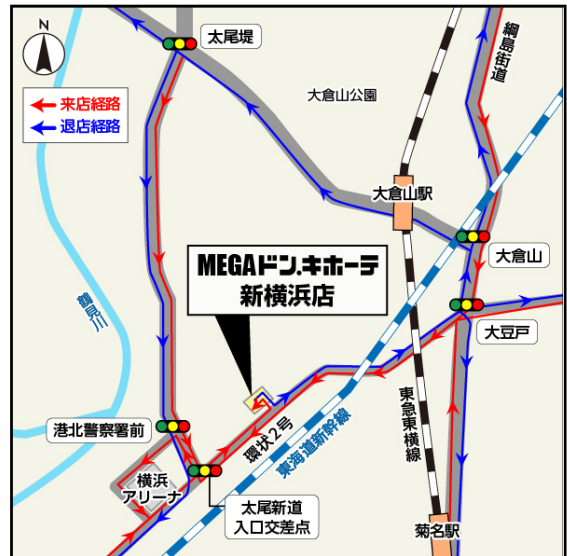 N
太尾堤
綱島街道
来店経路
退店経路
大倉山公園
大倉山駅
大倉山
MEGAドン.キホーテ
新横浜店
鶴見川
大豆戸
環状2号
東海道新幹線
東急東横線
港北警察署前
横浜
アリーナ
太尾新道
入口交差点
菊名駅